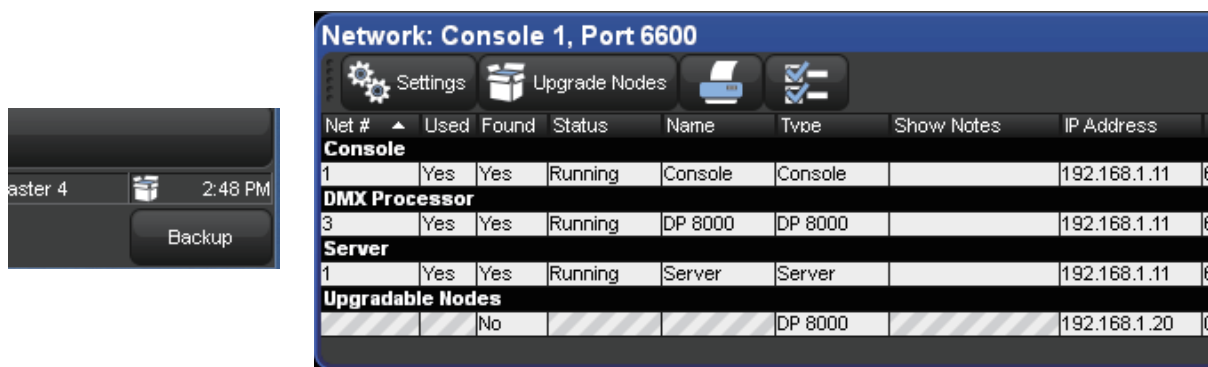 aster 4 2:48 PM
Backup
Network: Console 1, Port 6600
Settings Upgrade Nodes
Net # Used Found Status Name Type Show Notes IP Address
Console
1 Yes Yes Running Console Console 192.168.1.11
DMX Processor
3 Yes Yes Running DP 8000 DP 8000 192.168.1.11
Server
1 Yes Yes Running Server Server 192.168.1.11
Upgradable Nodes
No DP 8000 192.168.1.20